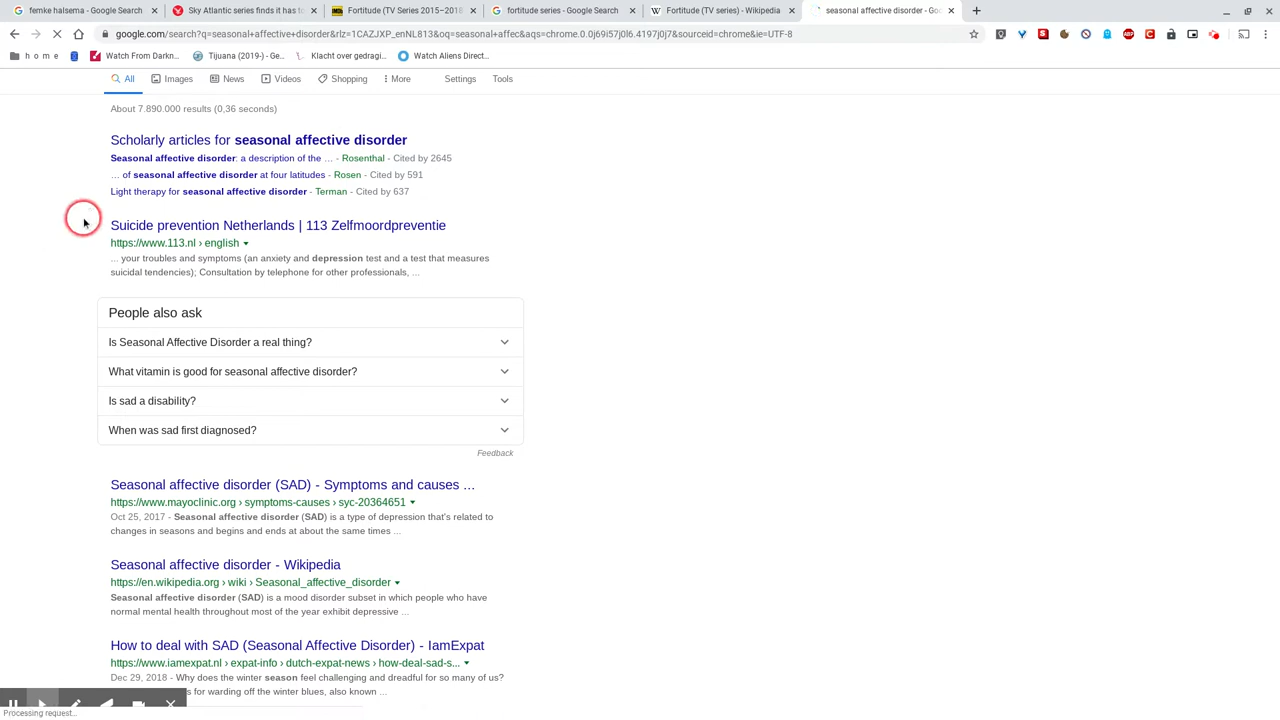 femke halsema - Google Search
Sky Atlantic series finds it has to
Fortitude (TV Series 2015–2018
fortitude series - Google Search
Fortitude (TV series) - Wikipedia
seasonal affective disorder - Goo
google.com/search?q=seasonal+affective+disorder&rlz=1CAZJXP_enNL813&oq=seasonal+affec&aqs=chrome.0.0j69i57j0l6.4197j0j7&sourceid=chrome&ie=UTF-8
h o m e
Watch From Darkn...
Tijuana (2019-) - Ge...
Klacht over gedragi...
Watch Aliens Direct...
All
Images
News
Videos
Shopping
More
Settings
Tools
About 7.890.000 results (0,36 seconds)
Scholarly articles for seasonal affective disorder
Seasonal affective disorder: a description of the … - Rosenthal - Cited by 2645
… of seasonal affective disorder at four latitudes - Rosen - Cited by 591
Light therapy for seasonal affective disorder - Terman - Cited by 637
Suicide prevention Netherlands | 113 Zelfmoordpreventie
https://www.113.nl › english
... your troubles and symptoms (an anxiety and depression test and a test that measures
suicidal tendencies); Consultation by telephone for other professionals, ...
People also ask
Is Seasonal Affective Disorder a real thing?
What vitamin is good for seasonal affective disorder?
Is sad a disability?
When was sad first diagnosed?
Feedback
Seasonal affective disorder (SAD) - Symptoms and causes ...
https://www.mayoclinic.org › symptoms-causes › syc-20364651
Oct 25, 2017 - Seasonal affective disorder (SAD) is a type of depression that's related to
changes in seasons and begins and ends at about the same times ...
Seasonal affective disorder - Wikipedia
https://en.wikipedia.org › wiki › Seasonal_affective_disorder
Seasonal affective disorder (SAD) is a mood disorder subset in which people who have
normal mental health throughout most of the year exhibit depressive ...
How to deal with SAD (Seasonal Affective Disorder) - IamExpat
https://www.iamexpat.nl › expat-info › dutch-expat-news › how-deal-sad-s...
Dec 29, 2018 - Why does the winter season feel challenging and dreadful for so many of us?
s for warding off the winter blues, also known ...
Processing request...